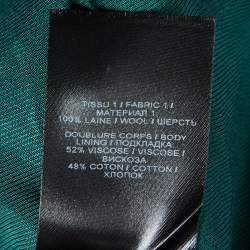 TISSU 1 / FABRIC 1 /
МАТЕРИАЛ 1
100% LAINE / WOOL / ШЕРСТЬ
DOUBLURE CORPS / BODY
LINING / ПОДКЛАДКА
52% VISCOSE / VISCOSE /
ВИСКОЗА
48% COTON / COTTON /
ХЛОПОК